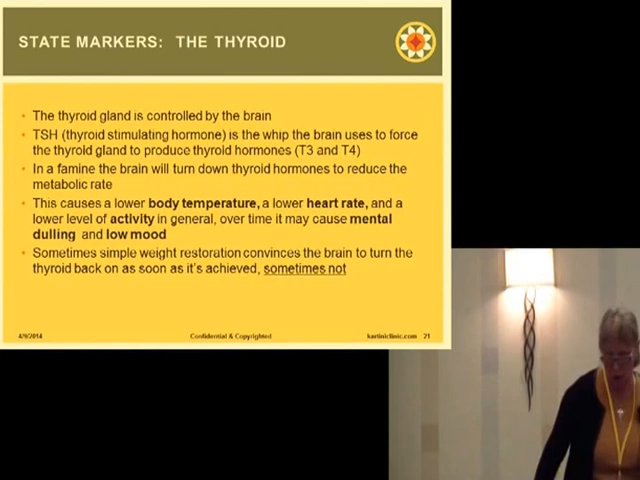 STATE MARKERS: THE THYROID
• The thyroid gland is controlled by the brain
• TSH (thyroid stimulating hormone) is the whip the brain uses to force
the thyroid gland to produce thyroid hormones (T3 and T4)
• In a famine the brain will turn down thyroid hormones to reduce the
metabolic rate
• This causes a lower body temperature, a lower heart rate, and a
lower level of activity in general, over time it may cause mental
dulling and low mood
• Sometimes simple weight restoration convinces the brain to turn the
thyroid back on as soon as it's achieved, sometimes not
4/9/2014 Confidential & Copyrighted kartiniclinic.com 21